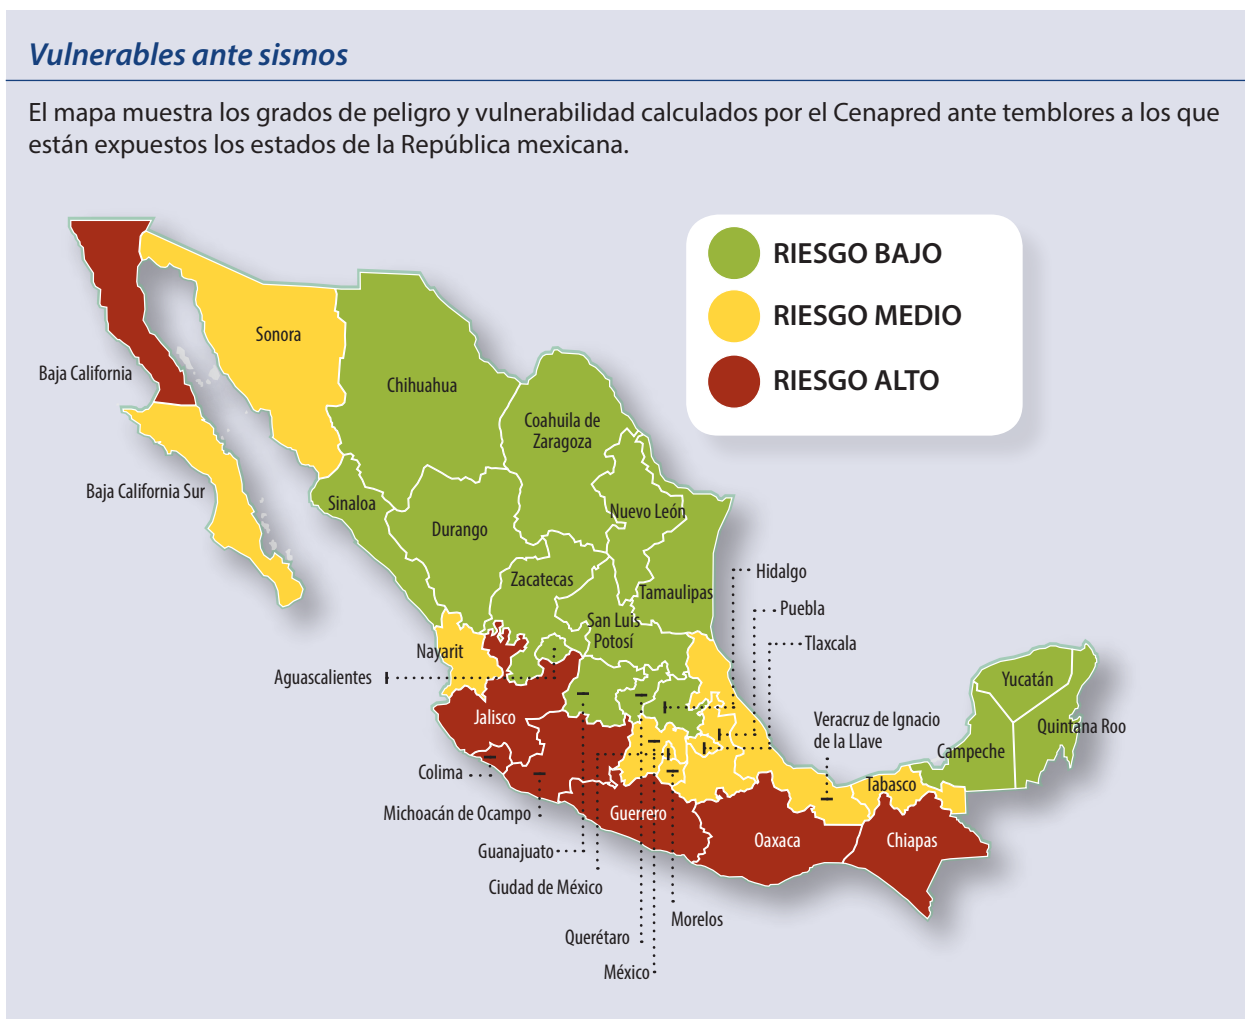 Vulnerables ante sismos
El mapa muestra los grados de peligro y vulnerabilidad calculados por el Cenapred ante temblores a los que
están expuestos los estados de la República mexicana.
RIESGO BAJO
RIESGO MEDIO
RIESGO ALTO
Sonora
Baja California
Chihuahua
Coahuila de
Zaragoza
Baja California Sur
Sinaloa
Nuevo León
Durango
Hidalgo
Zacatecas
Tamaulipas
Puebla
San Luis
Potosí
Tlaxcala
Nayarit
Aguascalientes
Yucatán
Jalisco
Veracruz de Ignacio
de la Llave
Quintana Roo
Campeche
Colima
Tabasco
Michoacán de Ocampo
Guerrero
Oaxaca
Chiapas
Guanajuato
Ciudad de México
Morelos
Querétaro
México